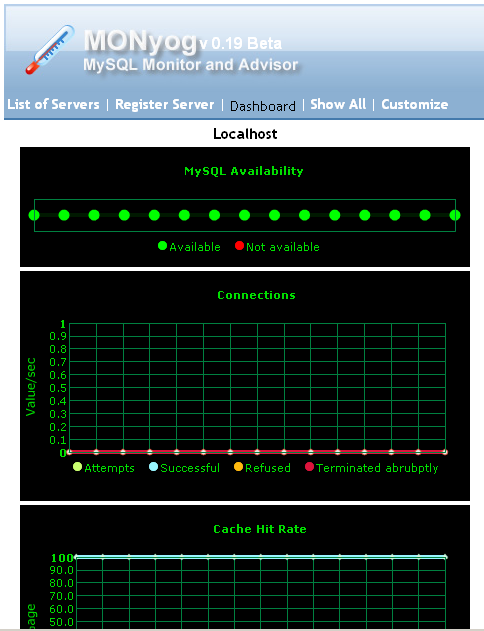 MONyog v 0.19 Beta
MySQL Monitor and Advisor
List of Servers | Register Server | Dashboard | Show All | Customize
Localhost
MySQL Availability
Available Not available
Connections
Value/sec
1
0.9
0.8
0.7
0.6
0.5
0.4
0.3
0.2
0.1
0
Attempts Successful Refused Terminated abrubptly
Cache Hit Rate
100
90.0
80.0
70.0
60.0
50.0